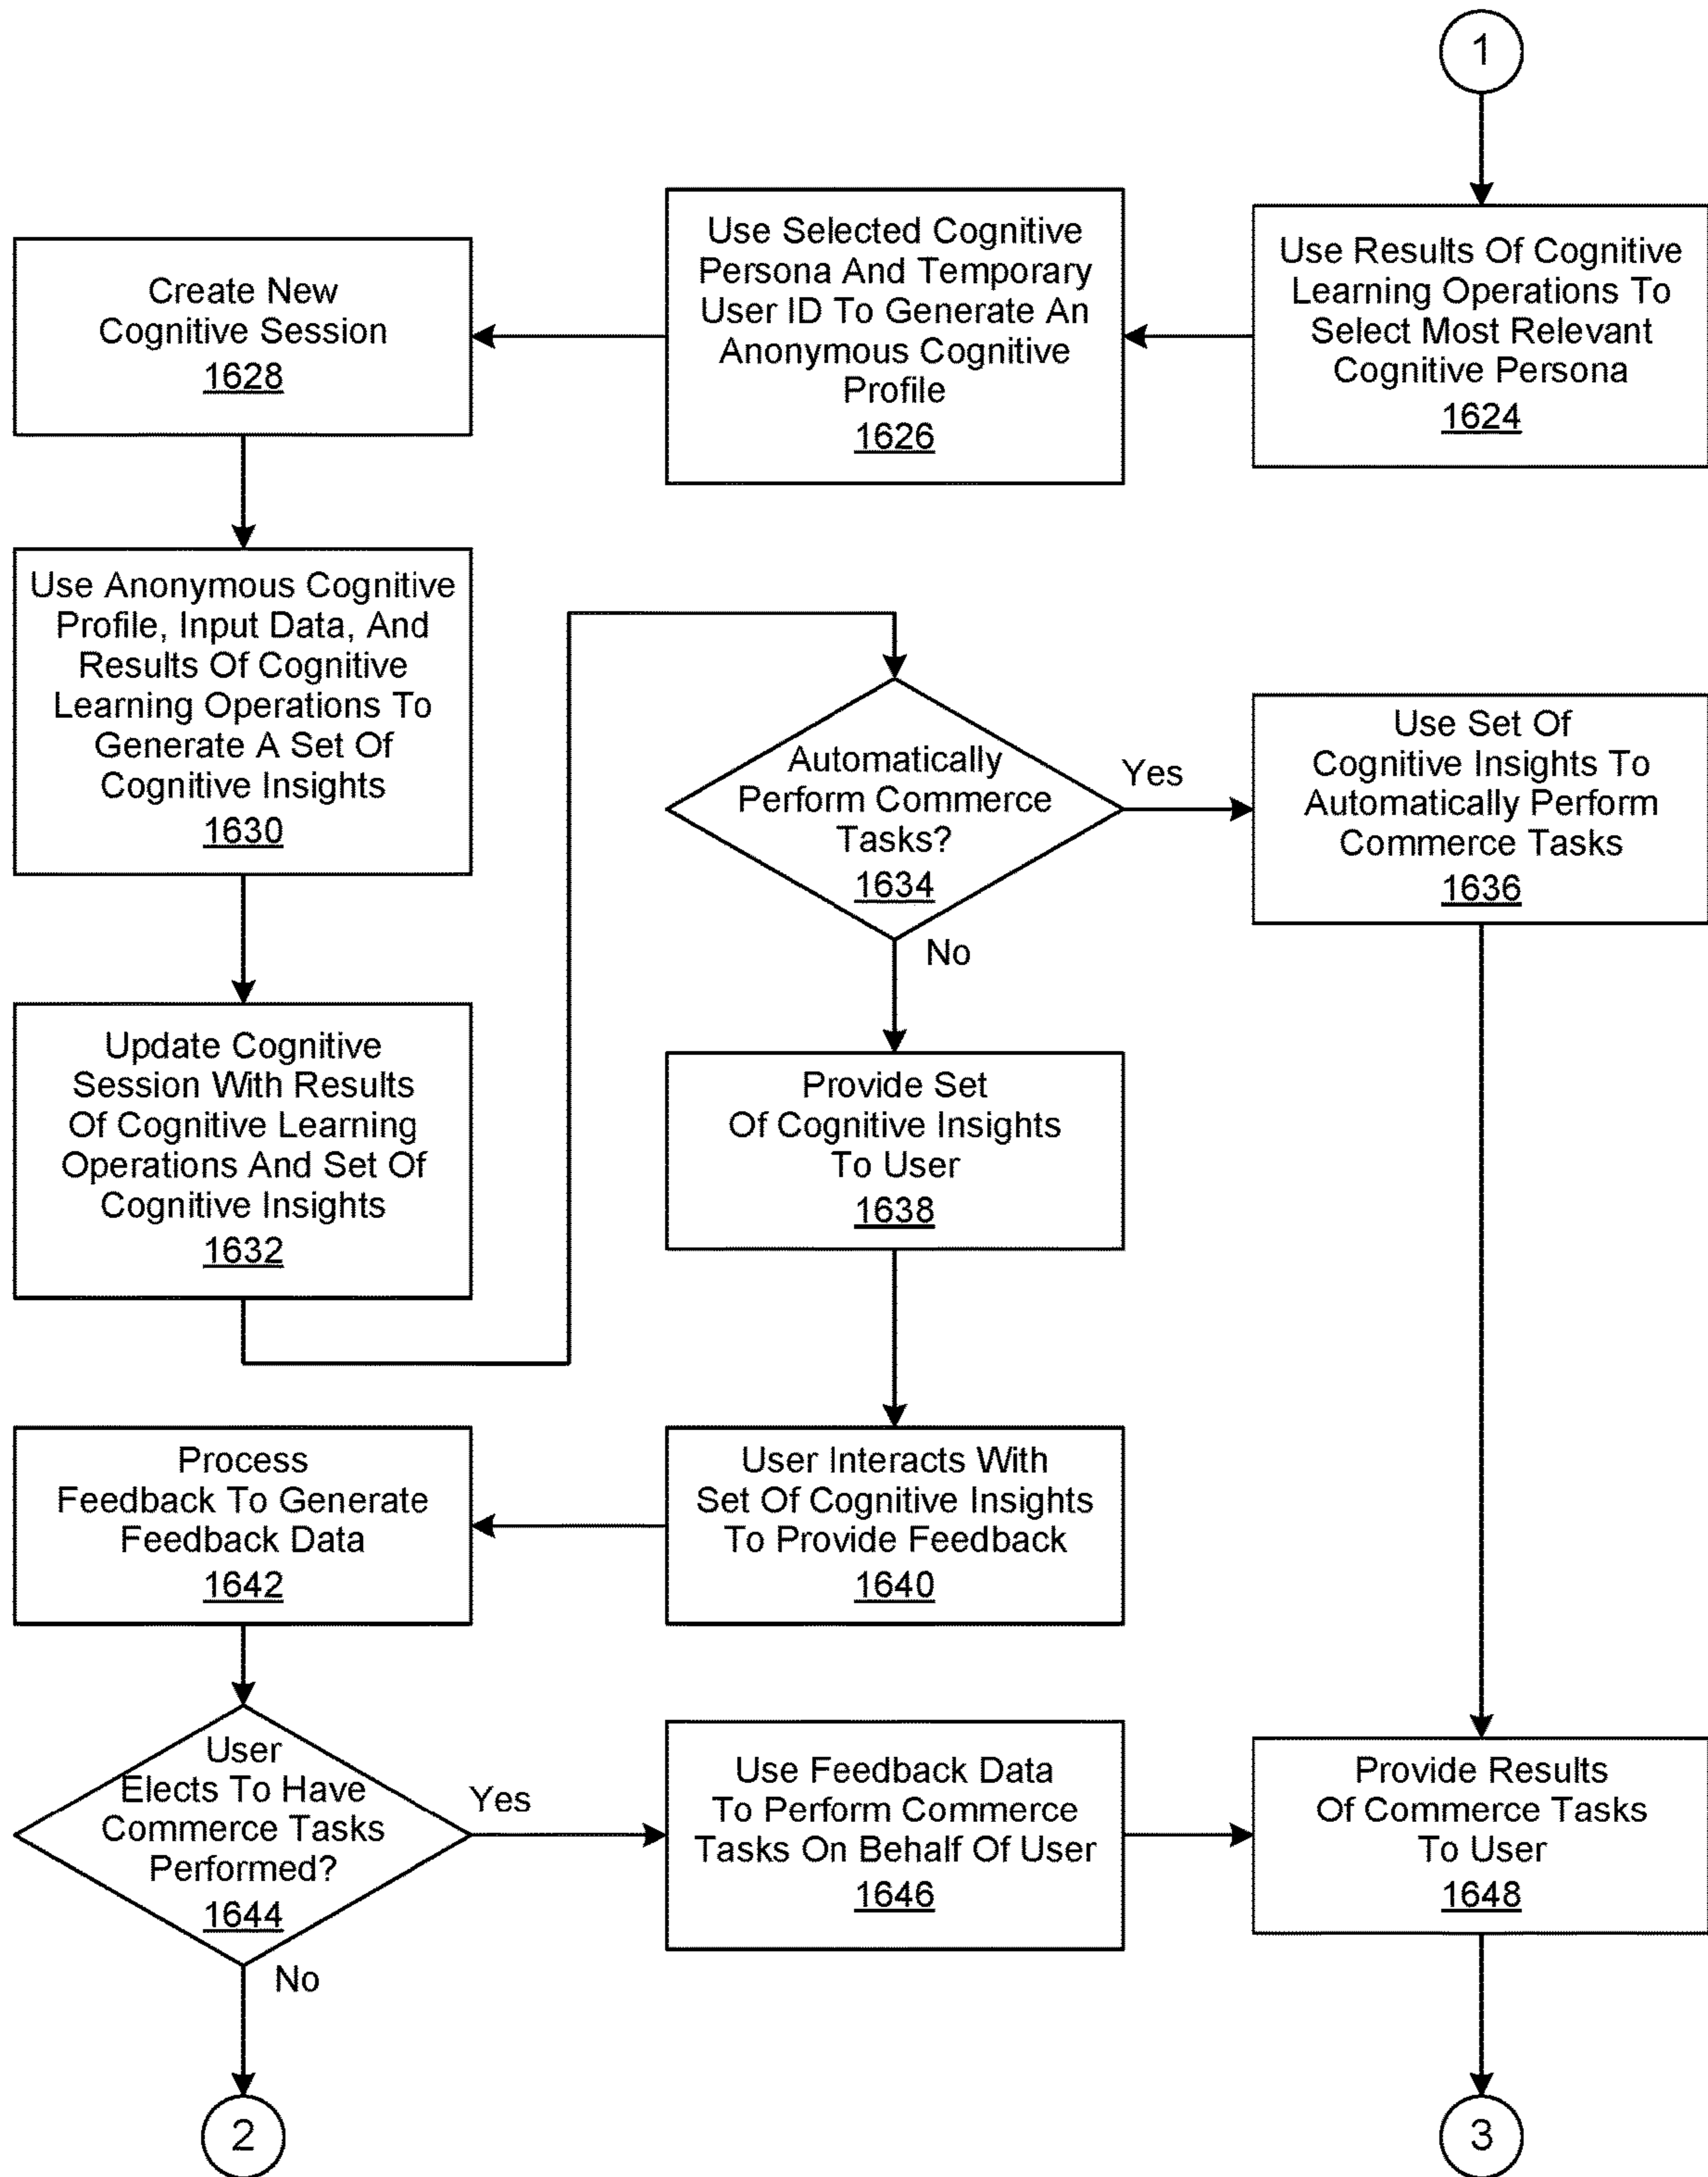 1
Use Results Of Cognitive
Learning Operations To
Select Most Relevant
Cognitive Persona
1624
Use Selected Cognitive
Persona And Temporary
User ID To Generate An
Anonymous Cognitive
Profile
1626
Create New
Cognitive Session
1628
Use Anonymous Cognitive
Profile, Input Data, And
Results Of Cognitive
Learning Operations To
Generate A Set Of
Cognitive Insights
1630
Update Cognitive
Session With Results
Of Cognitive Learning
Operations And Set Of
Cognitive Insights
1632
Automatically
Perform Commerce
Tasks?
1634
Yes
Use Set Of
Cognitive Insights To
Automatically Perform
Commerce Tasks
1636
No
Provide Set
Of Cognitive Insights
To User
1638
User Interacts With
Set Of Cognitive Insights
To Provide Feedback
1640
Process
Feedback To Generate
Feedback Data
1642
User
Elects To Have
Commerce Tasks
Performed?
1644
Yes
Use Feedback Data
To Perform Commerce
Tasks On Behalf Of User
1646
Provide Results
Of Commerce Tasks
To User
1648
No
2
3